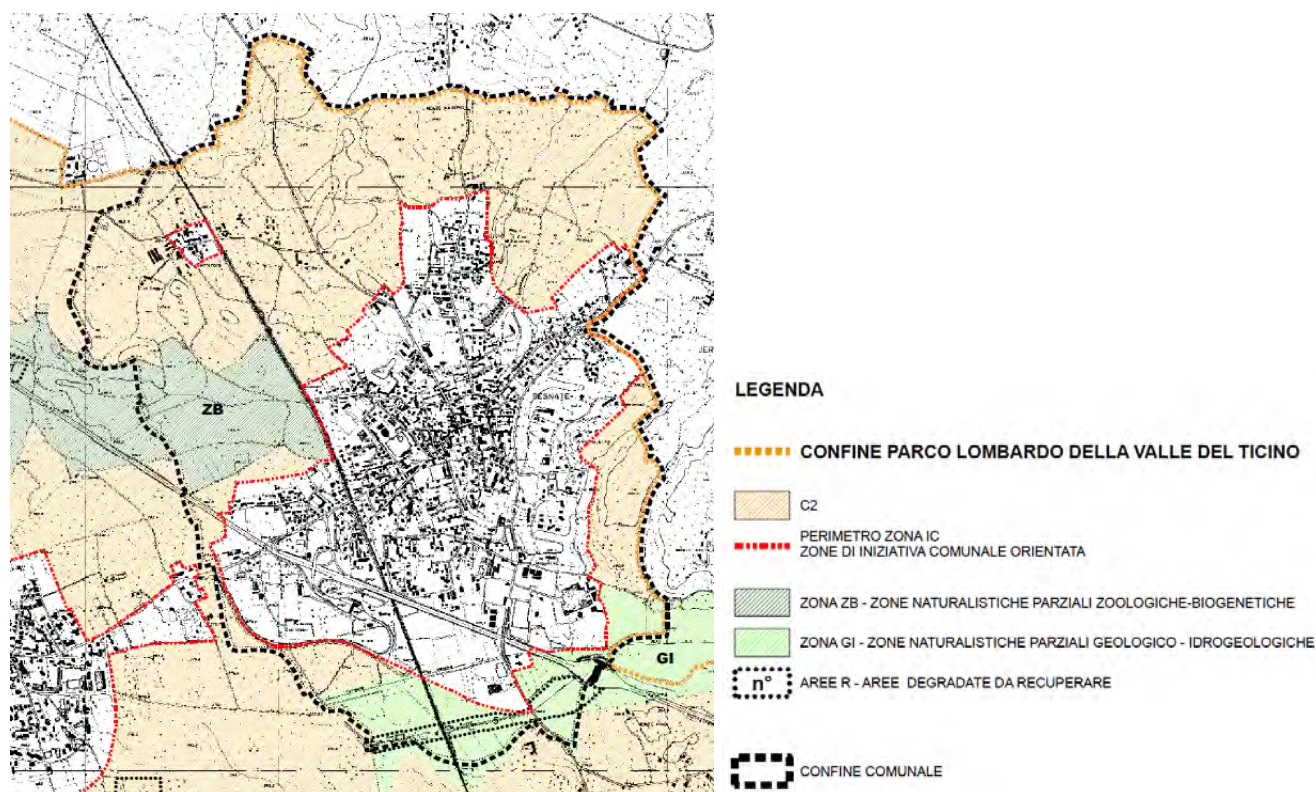 ZB
BESNATE
GI
LEGENDA
CONFINE PARCO LOMBARDO DELLA VALLE DEL TICINO
C2
PERIMETRO ZONA IC
ZONE DI INIZIATIVA COMUNALE ORIENTATA
ZONA ZB - ZONE NATURALISTICHE PARZIALI ZOOLOGICHE-BIOGENETICHE
ZONA GI - ZONE NATURALISTICHE PARZIALI GEOLOGICO - IDROGEOLOGICHE
n° AREE R - AREE DEGRADATE DA RECUPERARE
CONFINE COMUNALE